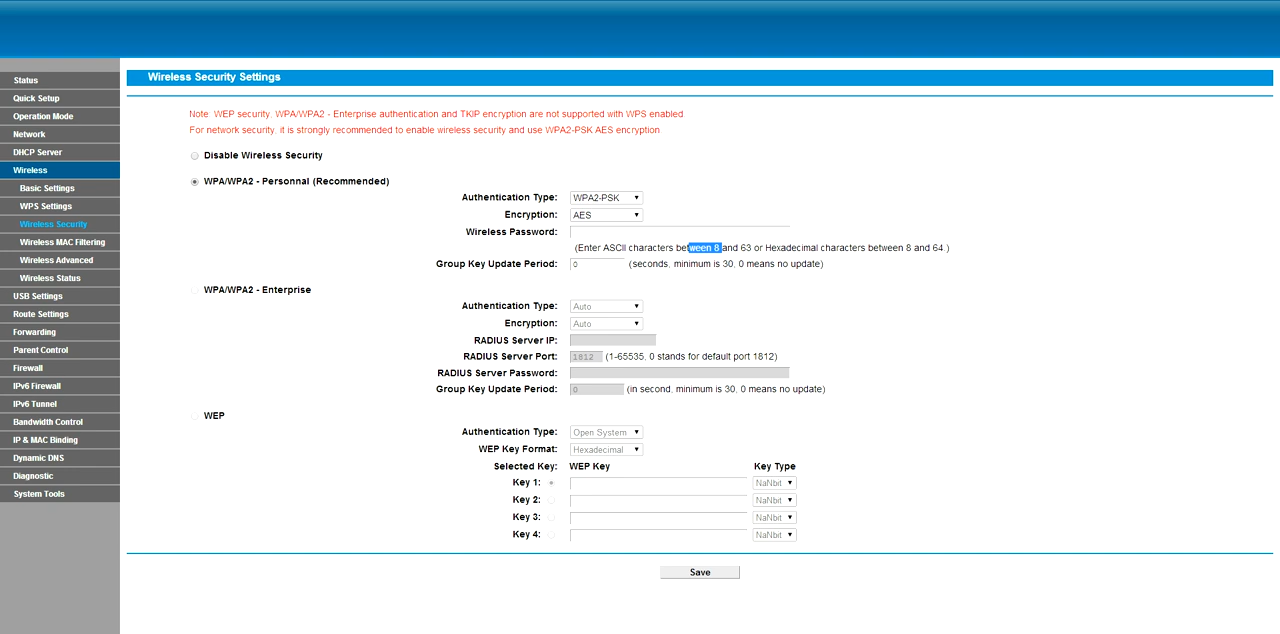 Wireless Security Settings
Status
Quick Setup
Operation Mode
Network
DHCP Server
Wireless
Basic Settings
WPS Settings
Wireless Security
Wireless MAC Filtering
Wireless Advanced
Wireless Status
USB Settings
Route Settings
Forwarding
Parent Control
Firewall
IPv6 Firewall
IPv6 Tunnel
Bandwidth Control
IP & MAC Binding
Dynamic DNS
Diagnostic
System Tools
Note: WEP security, WPA/WPA2 - Enterprise authentication and TKIP encryption are not supported with WPS enabled
For network security, it is strongly recommended to enable wireless security and use WPA2-PSK AES encryption.
Disable Wireless Security
WPA/WPA2 - Personnal (Recommended)
Authentication Type: WPA2-PSK
Encryption: AES
Wireless Password:
(Enter ASCII characters between 8 and 63 or Hexadecimal characters between 8 and 64.)
Group Key Update Period: 0 (seconds, minimum is 30, 0 means no update)
WPA/WPA2 - Enterprise
Authentication Type: Auto
Encryption: Auto
RADIUS Server IP:
RADIUS Server Port: 1812 (1-65535, 0 stands for default port 1812)
RADIUS Server Password:
Group Key Update Period: 0 (in second, minimum is 30, 0 means no update)
WEP
Authentication Type: Open System
WEP Key Format: Hexadecimal
Selected Key: WEP Key Key Type
Key 1: NaNbit
Key 2: NaNbit
Key 3: NaNbit
Key 4: NaNbit
Save